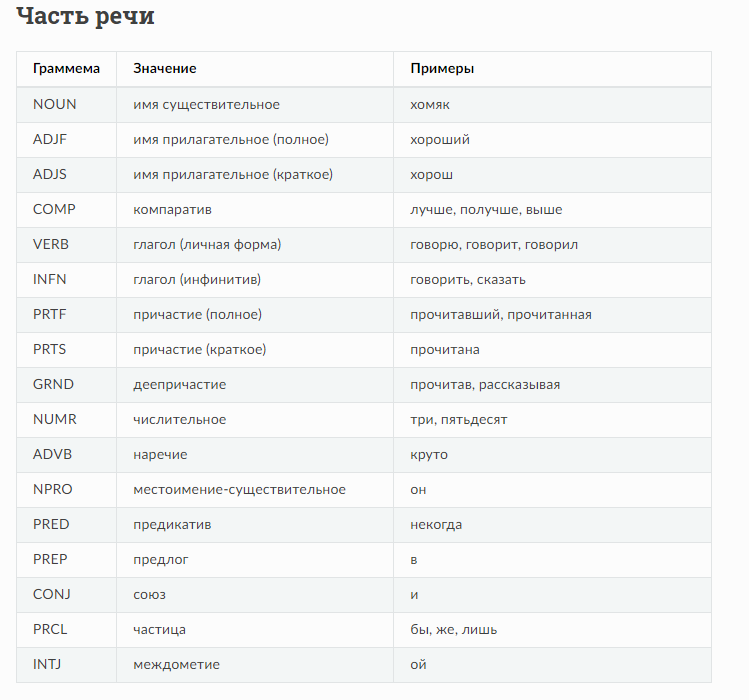 Часть речи
Граммема Значение Примеры
NOUN имя существительное хомяк
ADJF имя прилагательное (полное) хороший
ADJS имя прилагательное (краткое) хорош
COMP компаратив лучше, получше, выше
VERB глагол (личная форма) говорю, говорит, говорил
INFN глагол (инфинитив) говорить, сказать
PRTF причастие (полное) прочитавший, прочитанная
PRTS причастие (краткое) прочитана
GRND деепричастие прочитав, рассказывая
NUMR числительное три, пятьдесят
ADVB наречие круто
NPRO местоимение-существительное он
PRED предикатив некогда
PREP предлог в
CONJ союз и
PRCL частица бы, же, лишь
INTJ междометие ой